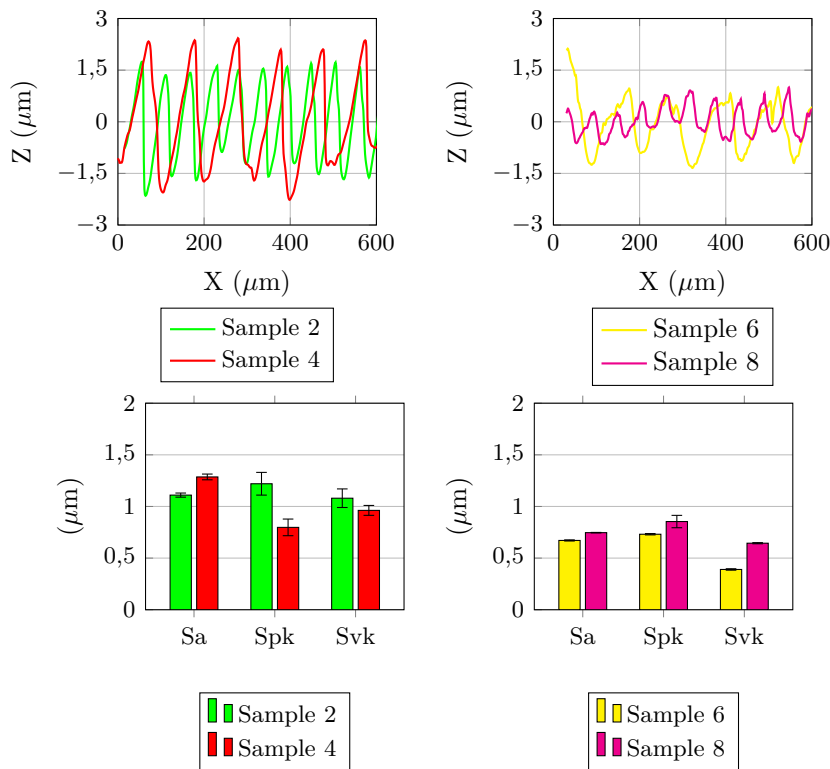 3
1,5
0
−1,5
−3
Z (μm)
0
200
400
600
X (μm)
Sample 2
Sample 4
3
1,5
0
−1,5
−3
Z (μm)
0
200
400
600
X (μm)
Sample 6
Sample 8
2
1,5
1
0,5
0
(μm)
Sa
Spk
Svk
Sample 2
Sample 4
2
1,5
1
0,5
0
(μm)
Sa
Spk
Svk
Sample 6
Sample 8